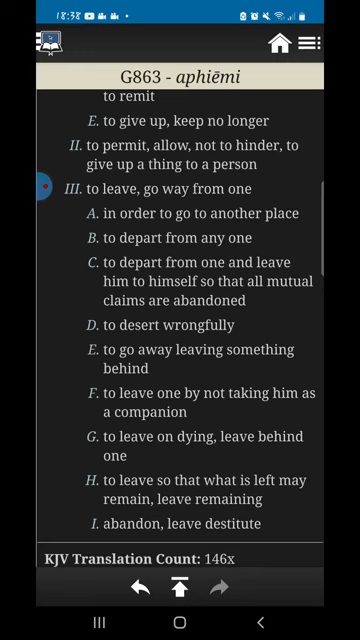 18:38
G863 - aphiēmi
to remit
E. to give up, keep no longer
II. to permit, allow, not to hinder, to
give up a thing to a person
III. to leave, go way from one
A. in order to go to another place
B. to depart from any one
C. to depart from one and leave
him to himself so that all mutual
claims are abandoned
D. to desert wrongfully
E. to go away leaving something
behind
F. to leave one by not taking him as
a companion
G. to leave on dying, leave behind
one
H. to leave so that what is left may
remain, leave remaining
I. abandon, leave destitute
KJV Translation Count: 146x